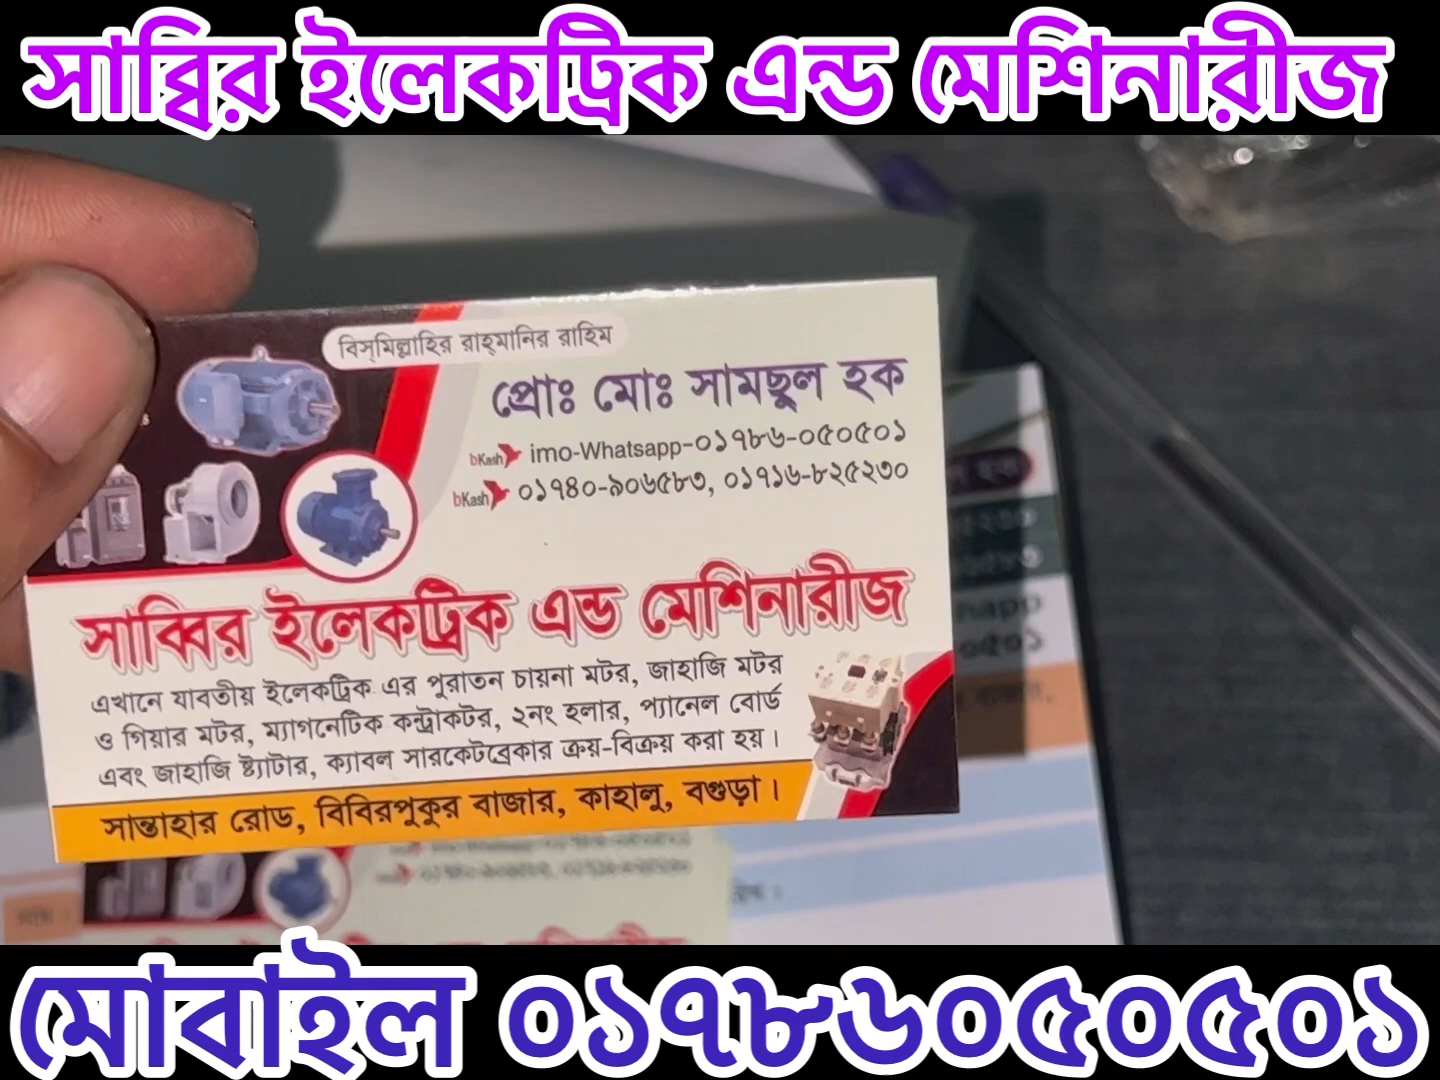 সাব্বির ইলেকট্রিক এন্ড মেশিনারীজ
বিস্‌মিল্লাহির রাহ্‌মানির রাহিম
প্রোঃ মোঃ সামছুল হক
bKash imo-Whatsapp-০১৭৮৬-০৫০৫০১
bKash ০১৭৪০-৯০৬৫৮৩, ০১৭১৬-৮২৫২৩০
সাব্বির ইলেকট্রিক এন্ড মেশিনারীজ
এখানে যাবতীয় ইলেকট্রিক এর পুরাতন চায়না মটর, জাহাজি মটর
ও গিয়ার মটর, ম্যাগনেটিক কন্ট্রাকটর, ২নং হলার, প্যানেল বোর্ড
এবং জাহাজি ষ্ট্যাটার, ক্যাবল সারকেটব্রেকার ক্রয়-বিক্রয় করা হয়।
সান্তাহার রোড, বিবিরপুকুর বাজার, কাহালু, বগুড়া।
মোবাইল ০১৭৮৬০৫০৫০১